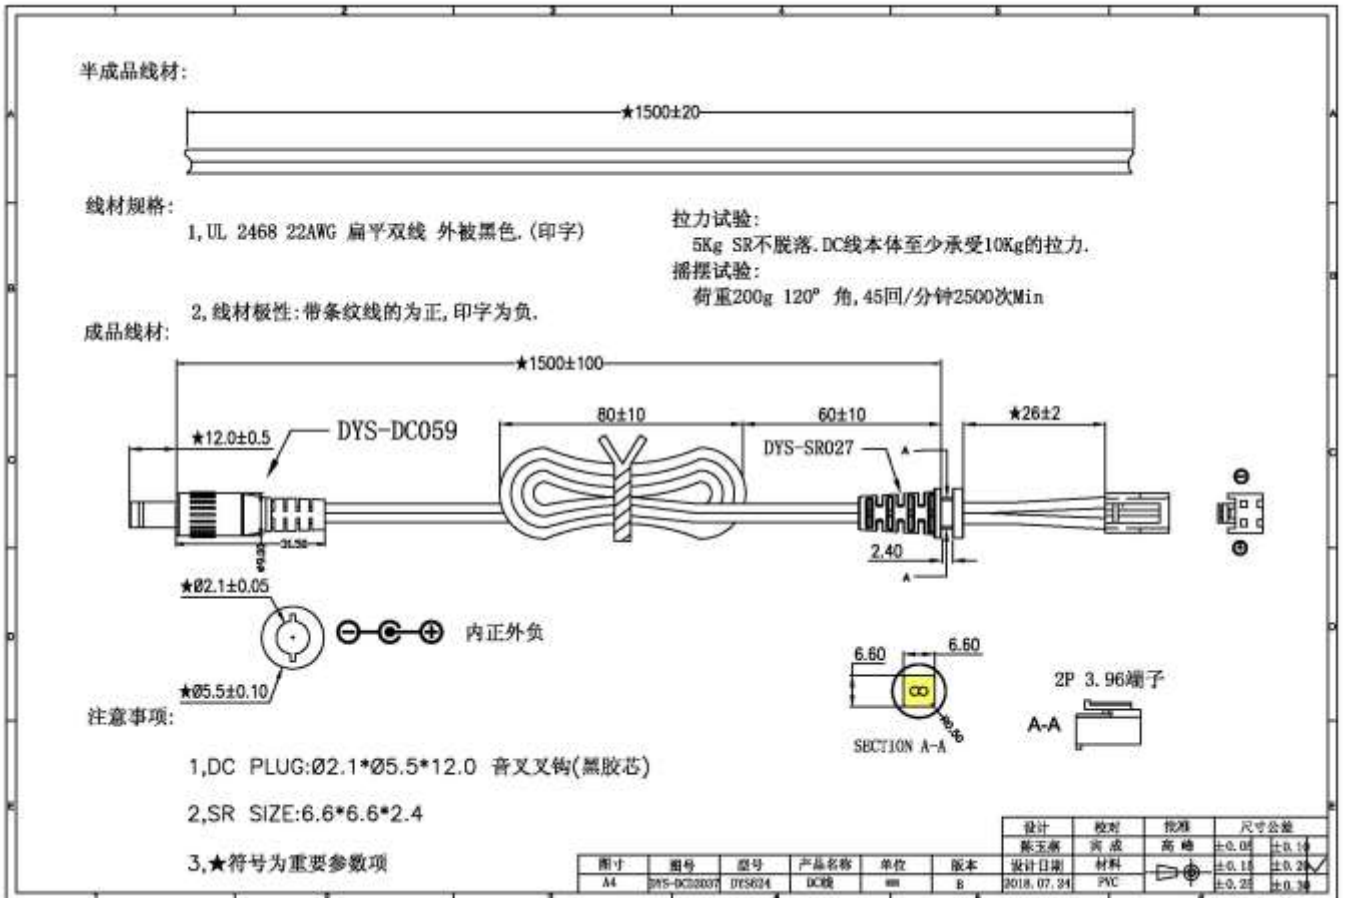 半成品线材:
★1500±20
线材规格:
1,UL 2468 22AWG 扁平双线 外被黑色.(印字)
2,线材极性:带条纹线的为正,印字为负.
拉力试验:
5Kg SR不脱落.DC线本体至少承受10Kg的拉力.
摇摆试验:
荷重200g 120° 角,45回/分钟2500次Min
成品线材:
★1500±100
★12.0±0.5
DYS-DC059
80±10
60±10
DYS-SR027
★26±2
A
2.40
A
31.50
★Ø2.1±0.05
内正外负
★Ø5.5±0.10
6.60
6.60
R0.50
SECTION A-A
2P 3.96端子
A-A
注意事项:
1,DC PLUG:Ø2.1*Ø5.5*12.0 音叉叉钩(黑胶芯)
2,SR SIZE:6.6*6.6*2.4
3,★符号为重要参数项
设计 校对 批准 尺寸公差
高峰 ±0.05 ±0.10
图寸 图号 型号 产品名称 单位 版本 设计日期 材料 ±0.15 ±0.20
A4 DYS624 DC线 mm B 2018.07.24 PVC ±0.25 ±0.30